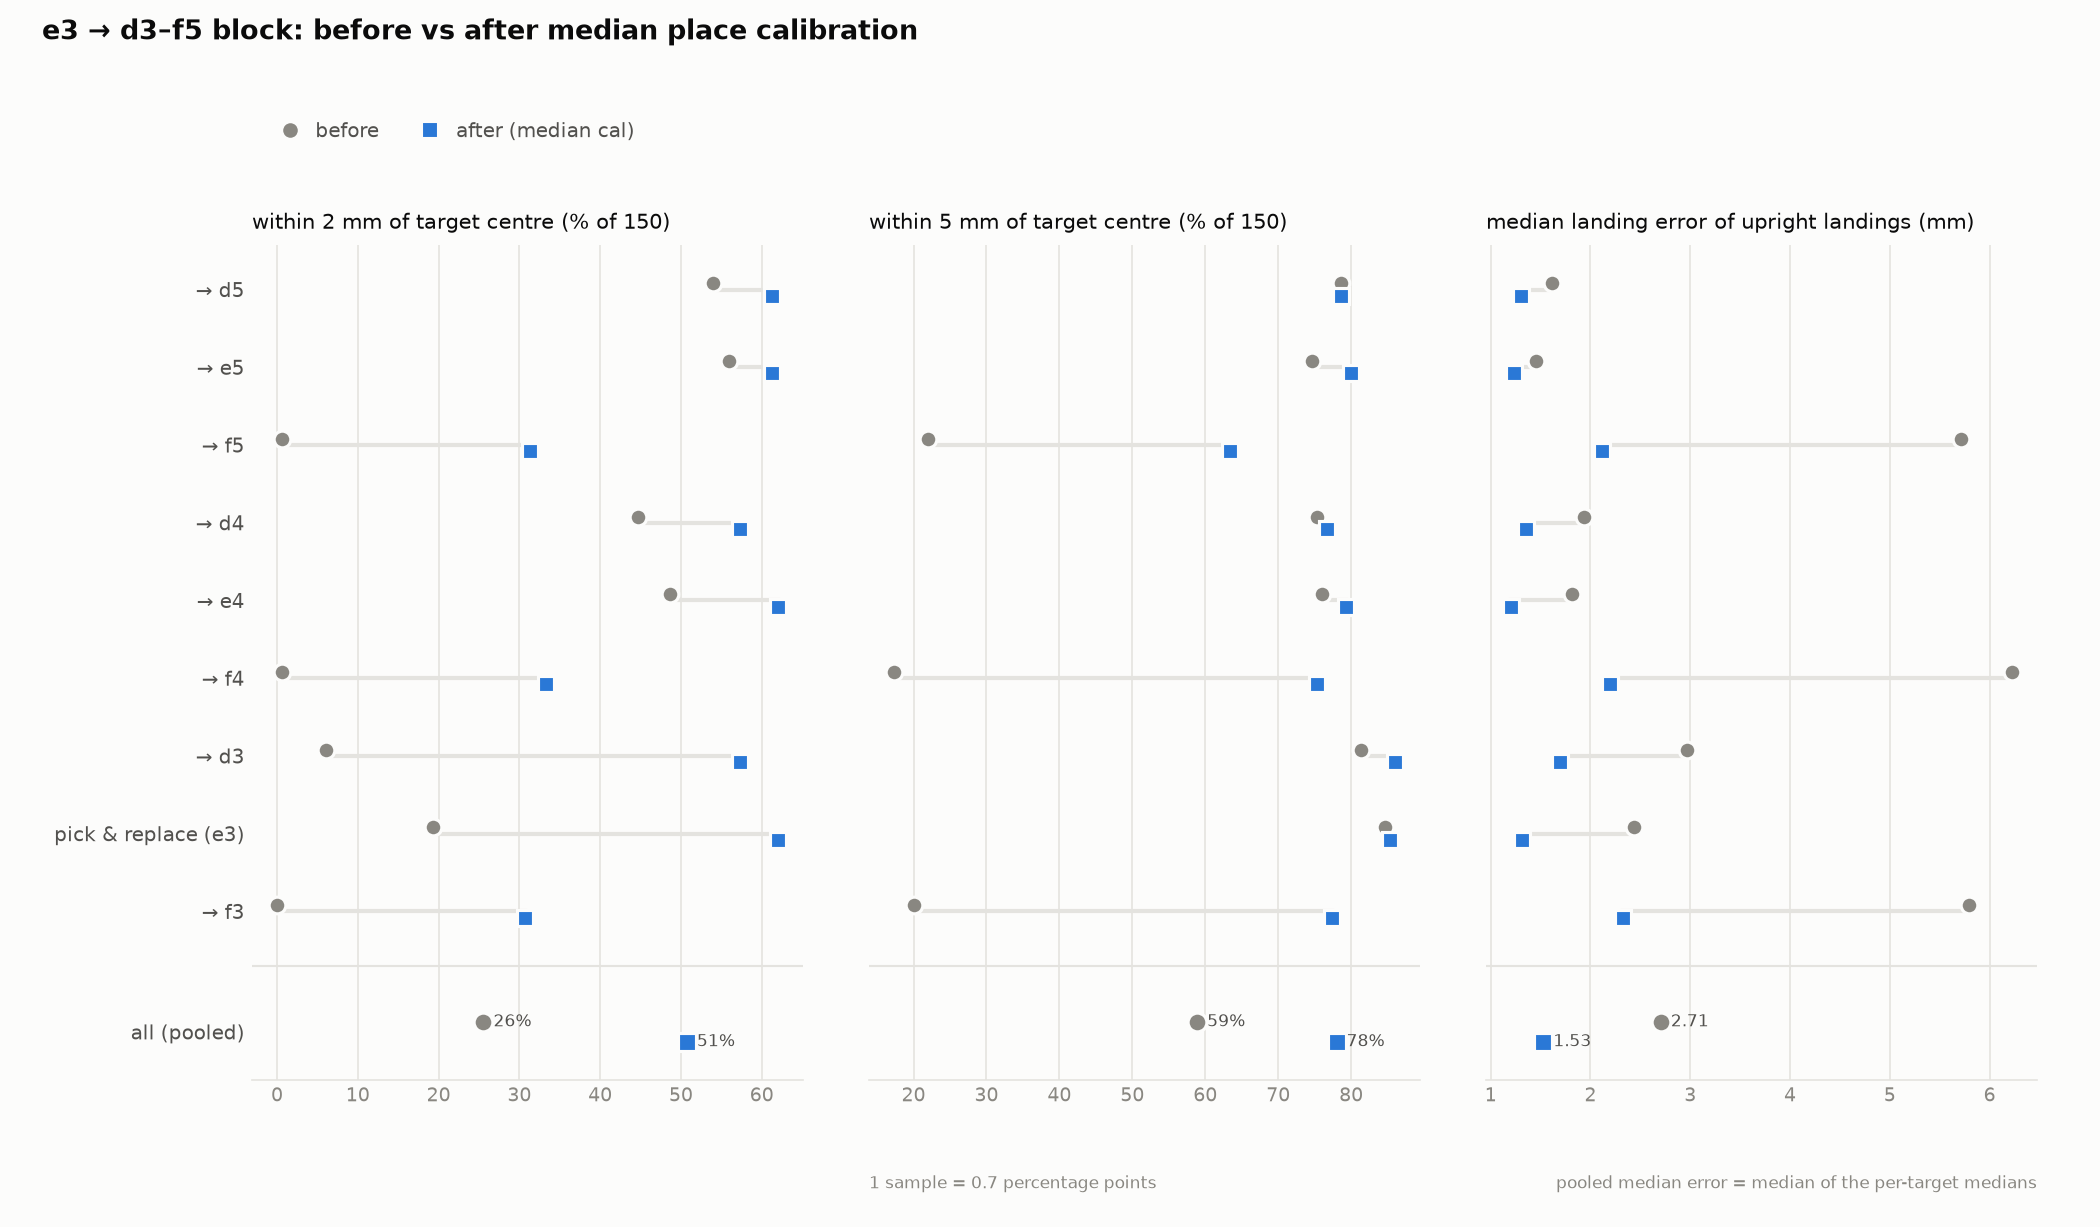 e3 → d3–f5 block: before vs after median place calibration
before
after (median cal)
within 2 mm of target centre (% of 150)
within 5 mm of target centre (% of 150)
median landing error of upright landings (mm)
→ d5
→ e5
→ f5
→ d4
→ e4
→ f4
→ d3
pick & replace (e3)
→ f3
all (pooled)
26%
51%
59%
78%
2.71
1.53
0 10 20 30 40 50 60
20 30 40 50 60 70 80
1 2 3 4 5 6
1 sample = 0.7 percentage points
pooled median error = median of the per-target medians